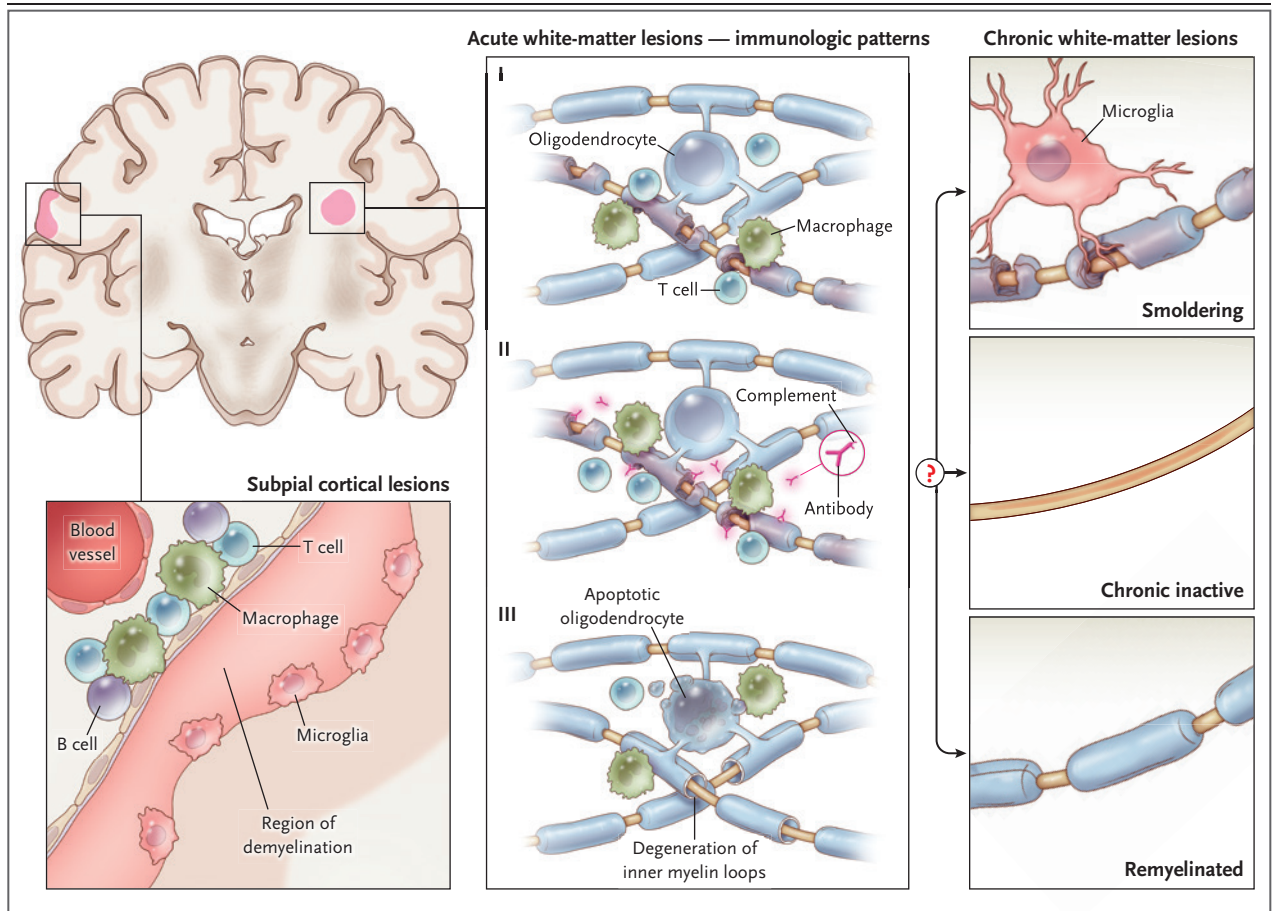 Acute white-matter lesions — immunologic patterns
Chronic white-matter lesions
I
Oligodendrocyte
Macrophage
T cell
II
Complement
Antibody
III
Apoptotic
oligodendrocyte
Degeneration of
inner myelin loops
Microglia
Smoldering
?
Chronic inactive
Remyelinated
Subpial cortical lesions
Blood
vessel
T cell
Macrophage
Microglia
B cell
Region of
demyelination